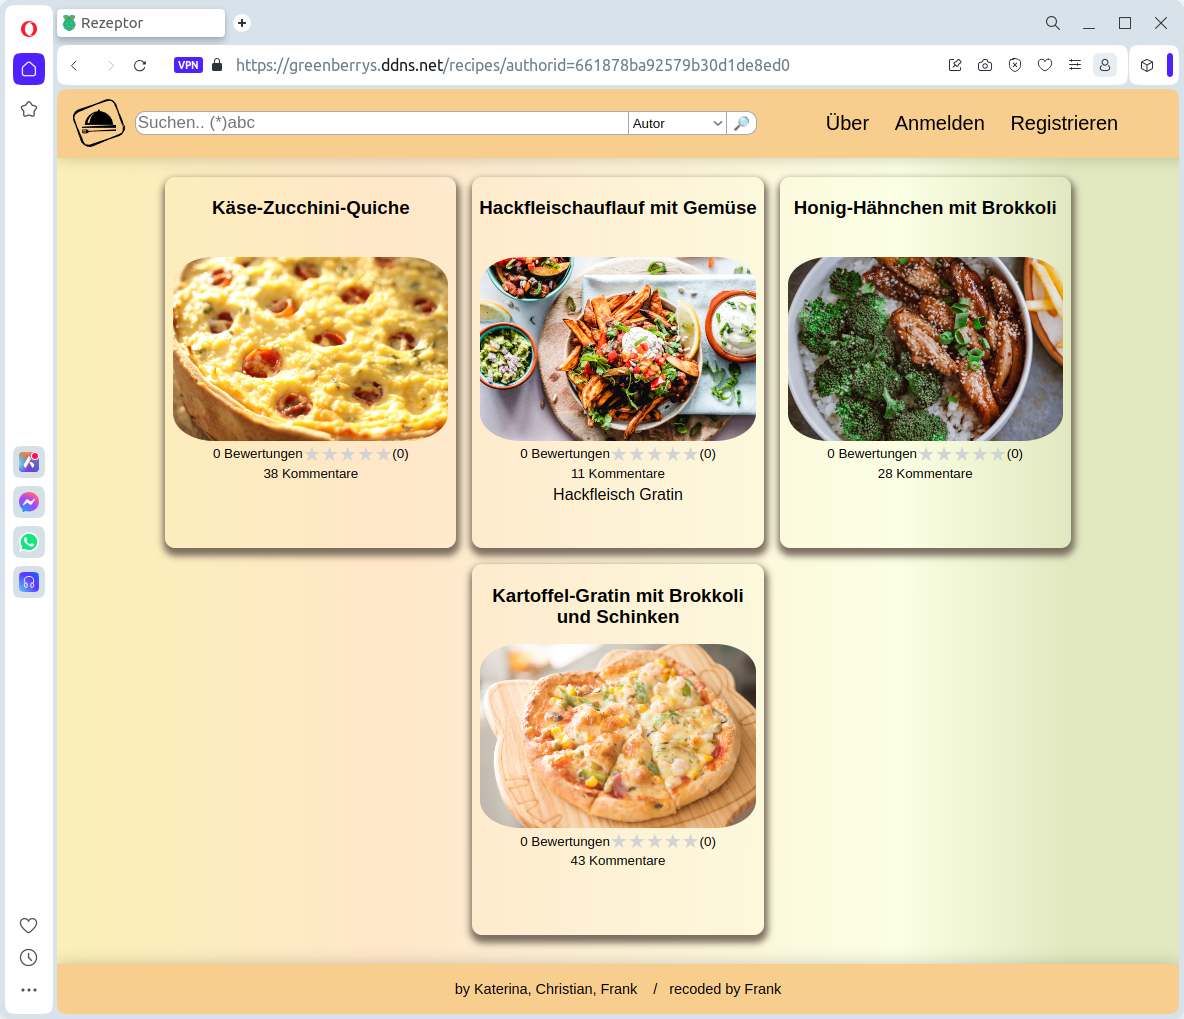 Rezeptor
VPN https://greenberrys.ddns.net/recipes/authorid=661878ba92579b30d1de8ed0
Suchen.. (*)abc Autor Über Anmelden Registrieren
Käse-Zucchini-Quiche
0 Bewertungen★★★★★(0)
38 Kommentare
Hackfleischauflauf mit Gemüse
0 Bewertungen★★★★★(0)
11 Kommentare
Hackfleisch Gratin
Honig-Hähnchen mit Brokkoli
0 Bewertungen★★★★★(0)
28 Kommentare
Kartoffel-Gratin mit Brokkoli
und Schinken
0 Bewertungen★★★★★(0)
43 Kommentare
by Katerina, Christian, Frank / recoded by Frank